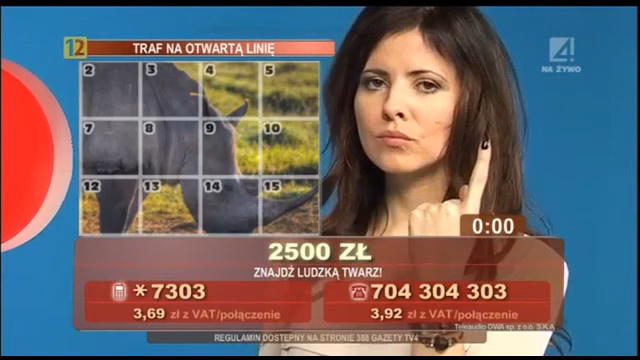 12
TRAF NA OTWARTĄ LINIĘ
4
NA ŻYWO
2 3 4 5
7 8 9 10
12 13 14 15
0:00
2500 ZŁ
ZNAJDŹ LUDZKĄ TWARZ!
*7303
704 304 303
3,69 zł z VAT/połączenie
3,92 zł z VAT/połączenie
Teleaudio DWA sp. z o.o. S.K.A
REGULAMIN DOSTĘPNY NA STRONIE 388 GAZETY TV4